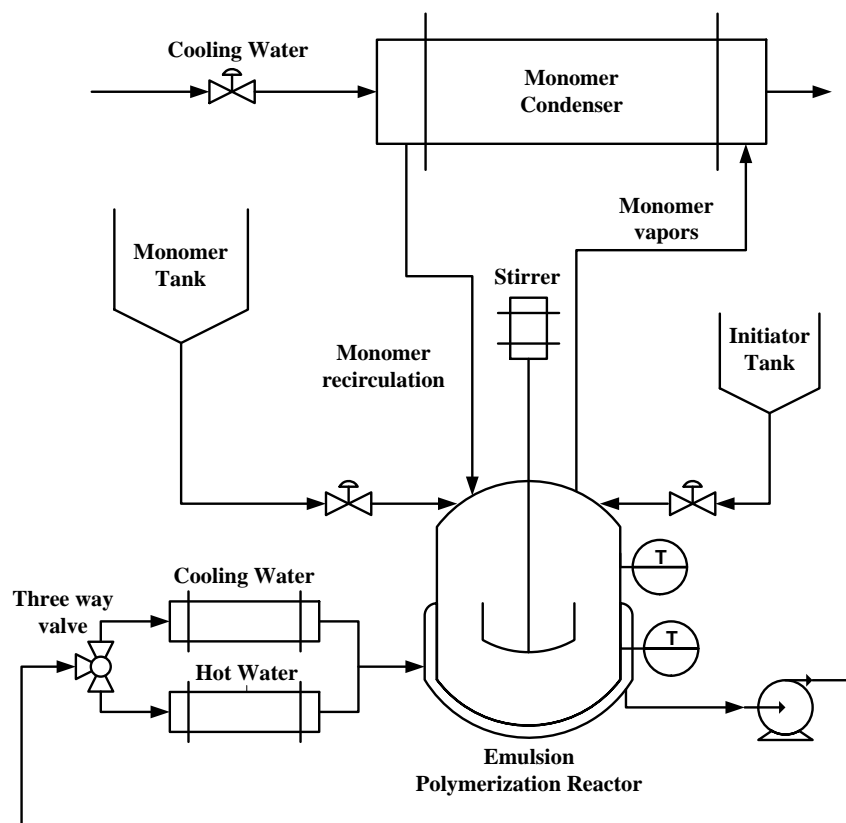 Cooling Water
Monomer
Condenser
Monomer
vapors
Monomer
Tank
Stirrer
Initiator
Tank
Monomer
recirculation
T
Cooling Water
Three way
valve
T
Hot Water
Emulsion
Polymerization Reactor